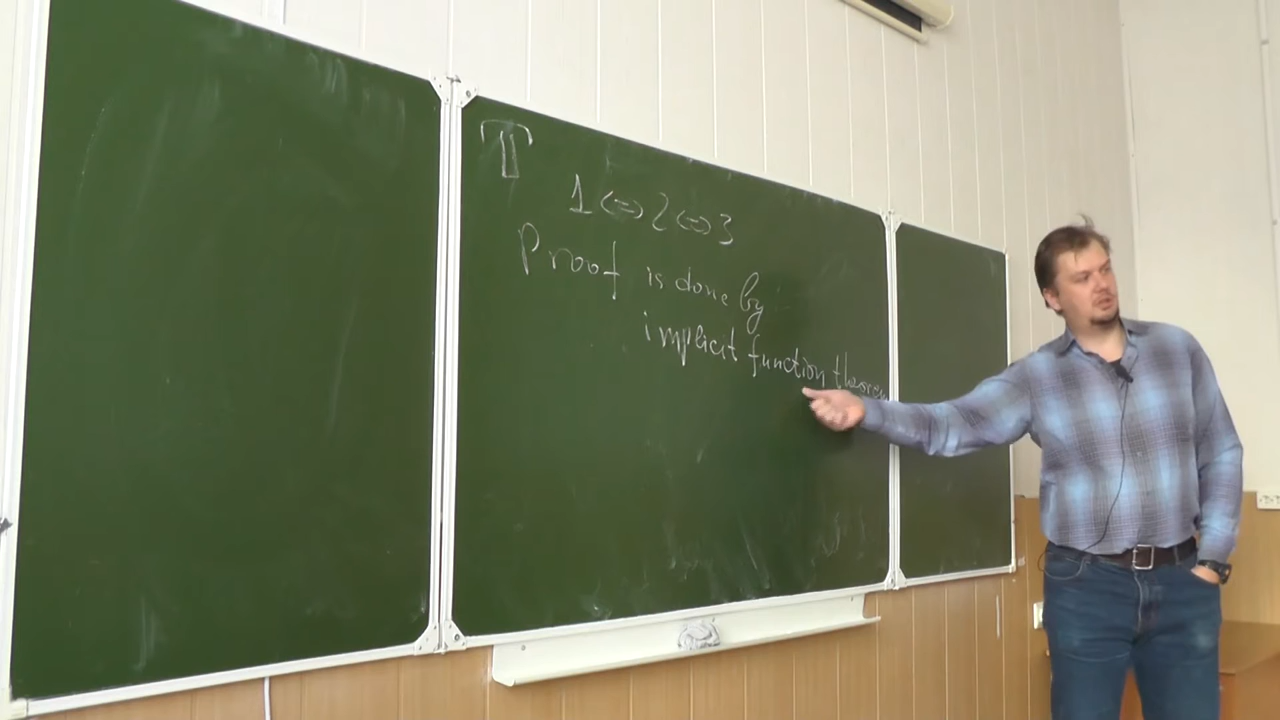 T
1 <=> 2 <=> 3
Proof is done by
implicit function theorem